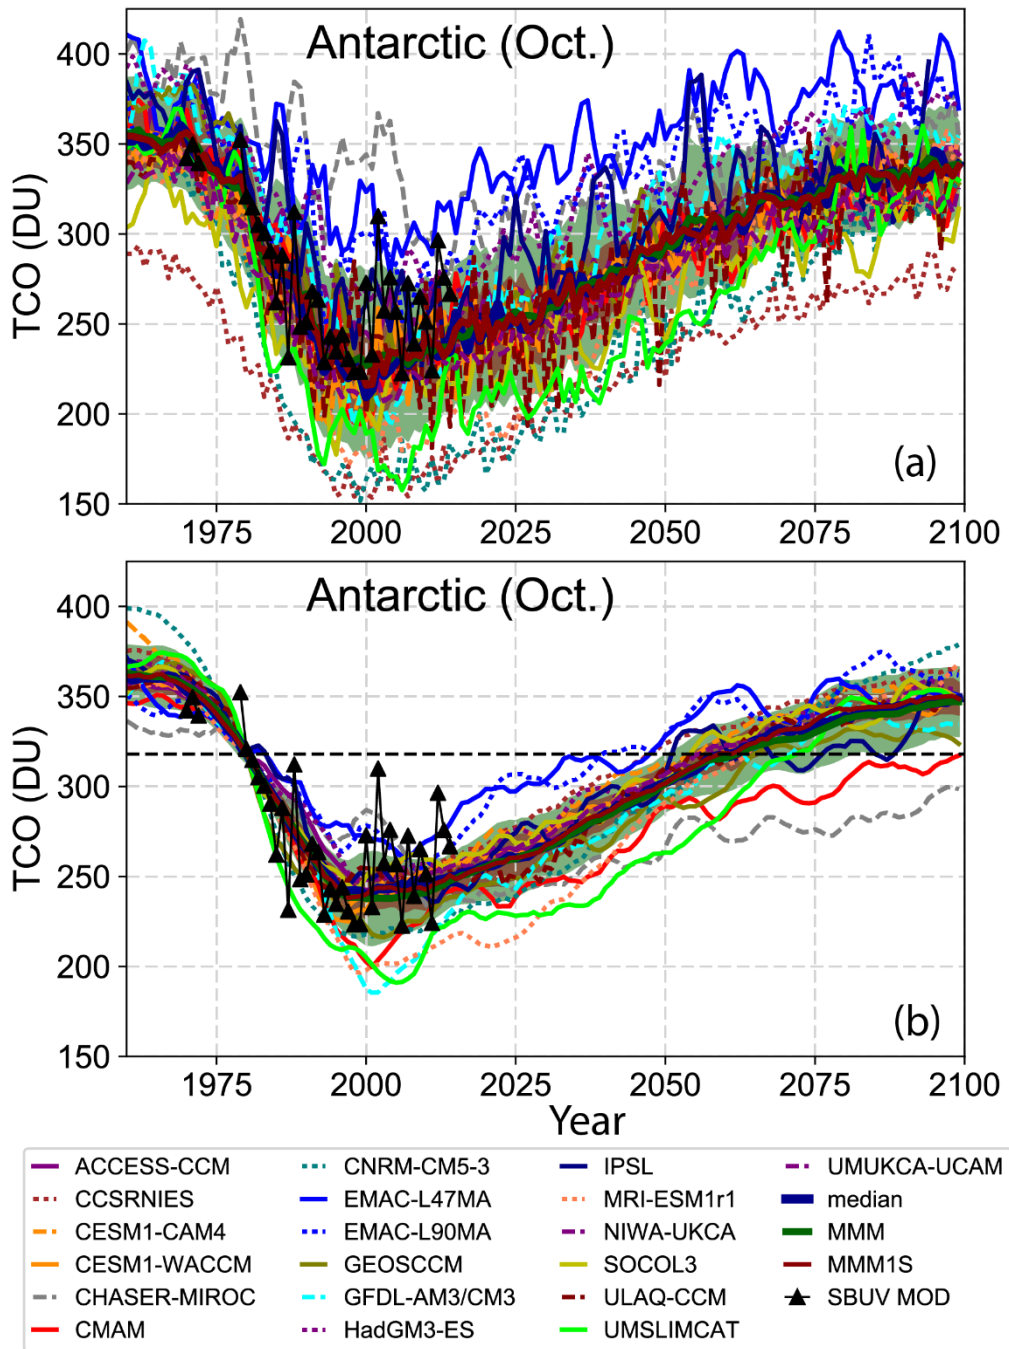 Antarctic (Oct.)
400
350
300
250
200
150
TCO (DU)
(a)
1975 2000 2025 2050 2075 2100
Antarctic (Oct.)
400
350
300
250
200
150
TCO (DU)
(b)
1975 2000 2025 2050 2075 2100
Year
ACCESS-CCM CNRM-CM5-3 IPSL UMUKCA-UCAM
CCSRNIES EMAC-L47MA MRI-ESM1r1 median
CESM1-CAM4 EMAC-L90MA NIWA-UKCA MMM
CESM1-WACCM GEOSCCM SOCOL3 MMM1S
CHASER-MIROC GFDL-AM3/CM3 ULAQ-CCM SBUV MOD
CMAM HadGM3-ES UMSLIMCAT